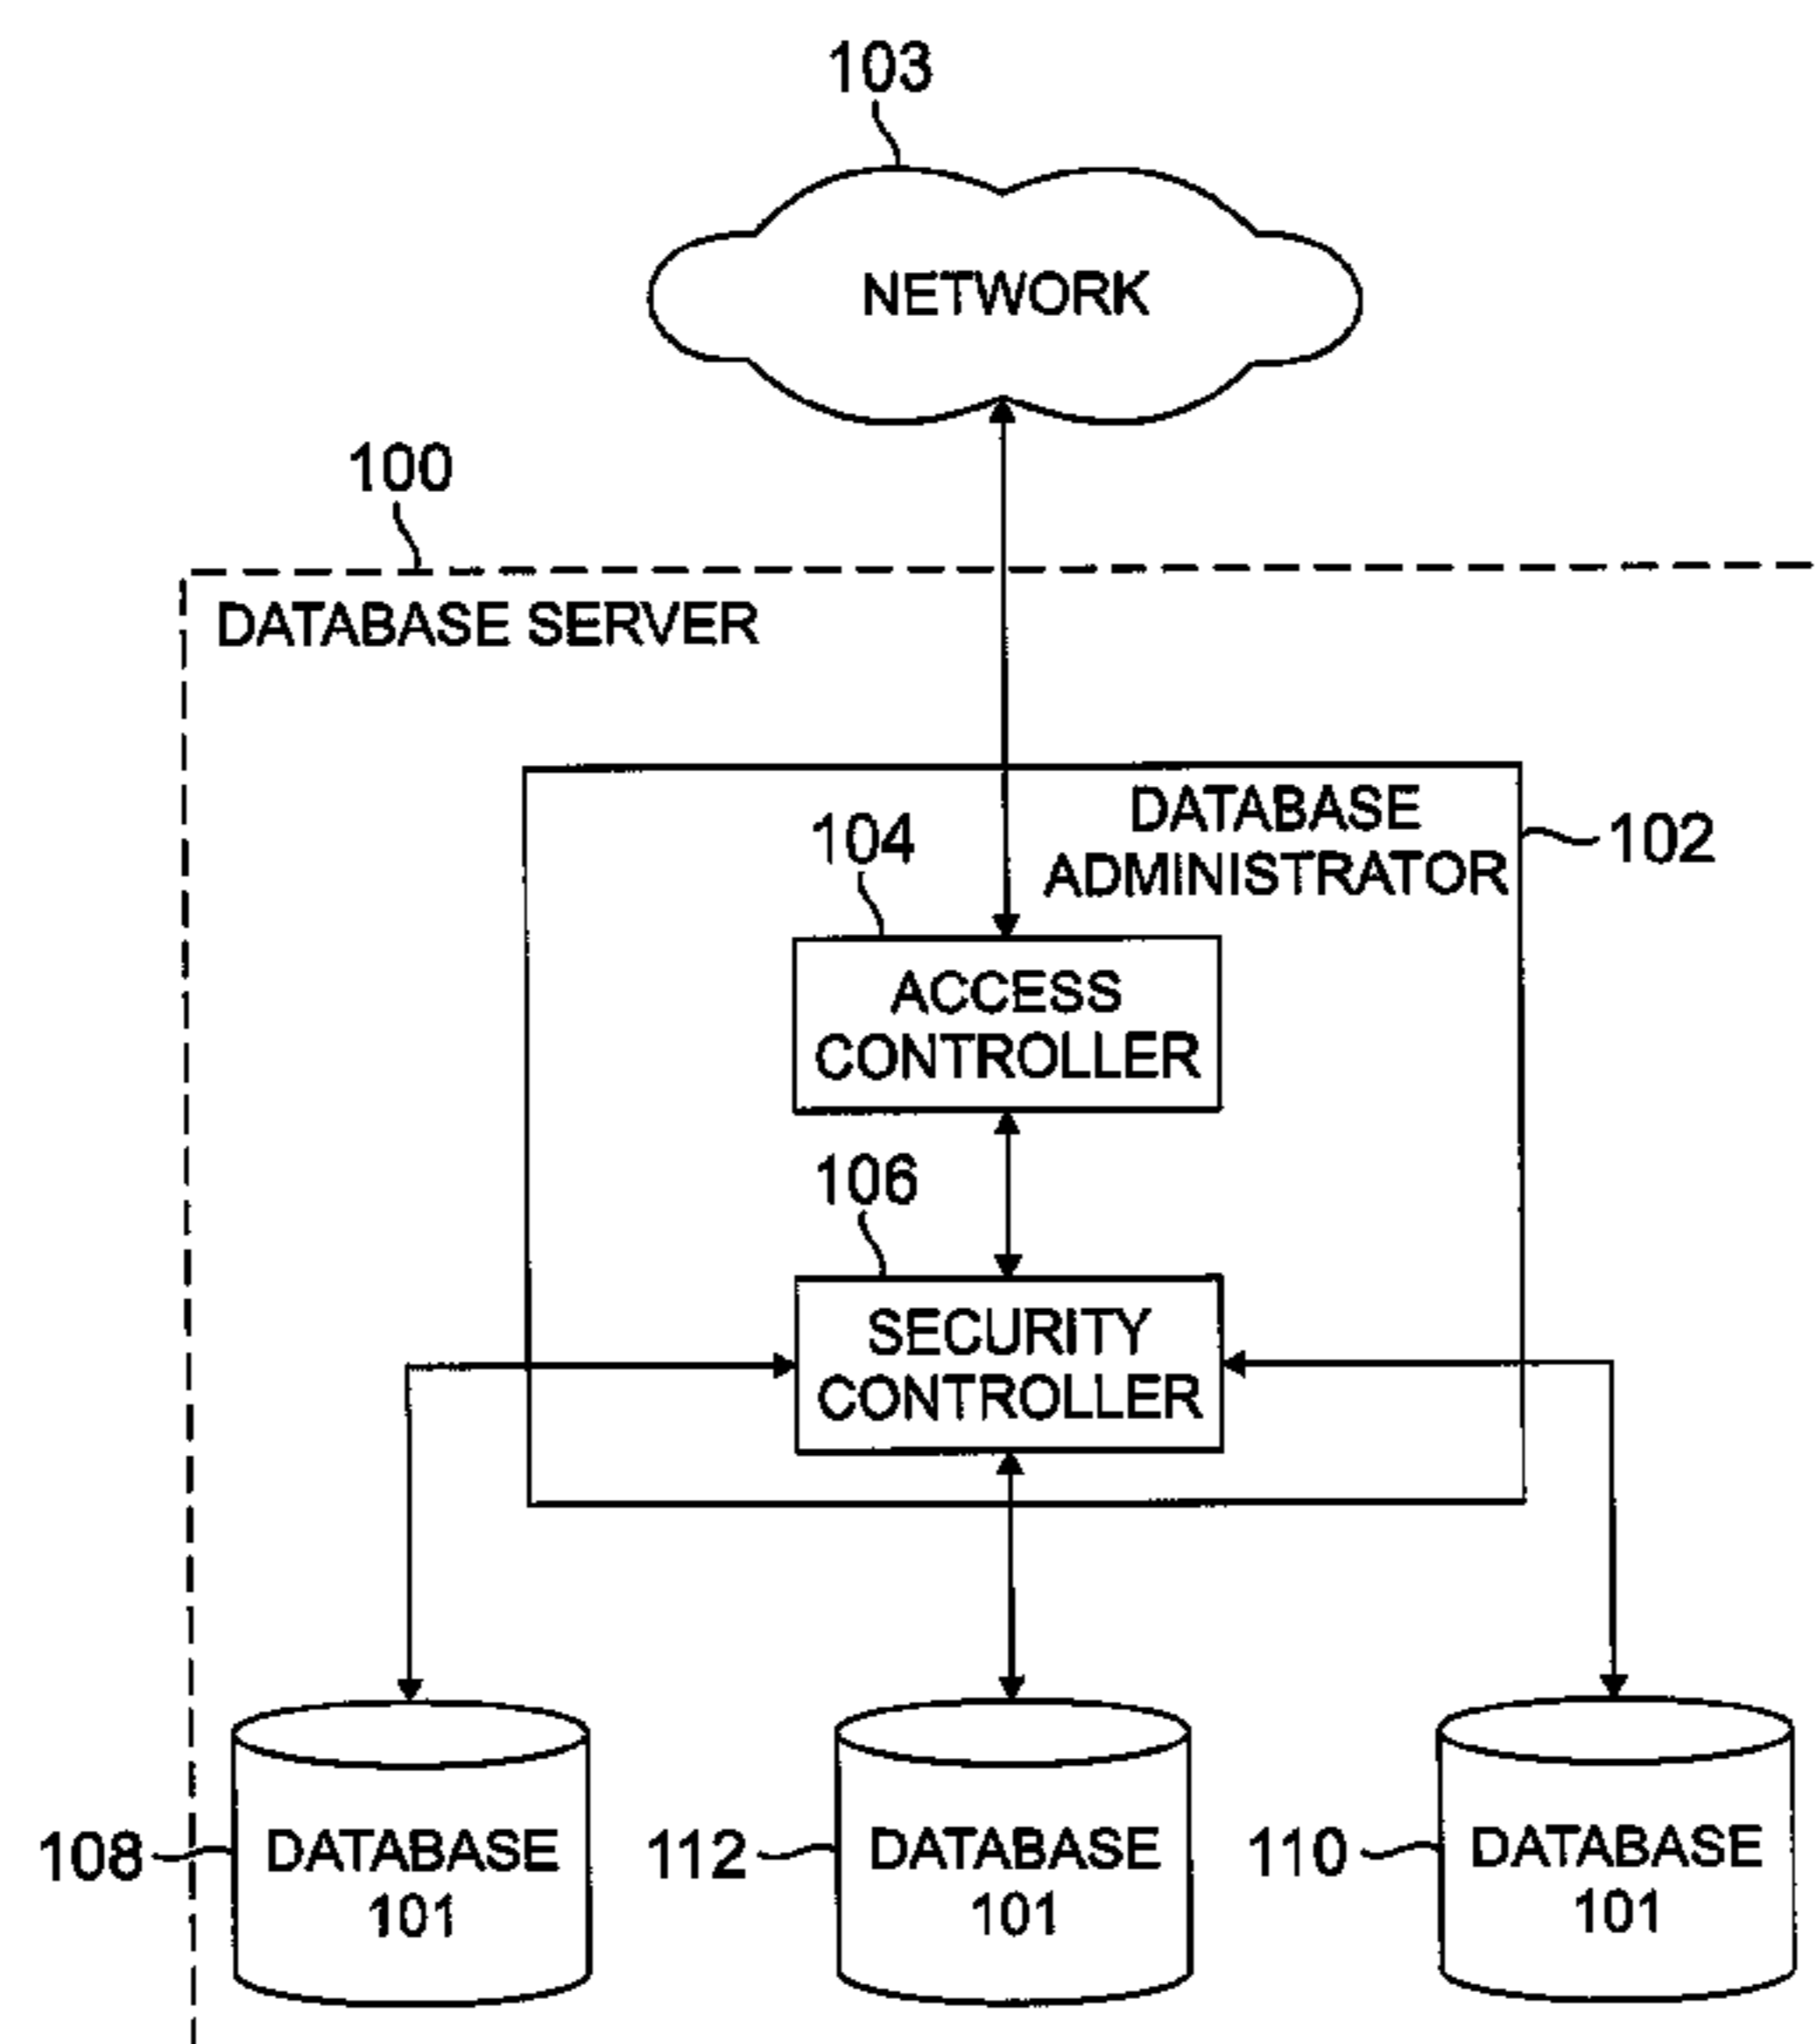 103
NETWORK
100
DATABASE SERVER
DATABASE
ADMINISTRATOR
102
104
ACCESS
CONTROLLER
106
SECURITY
CONTROLLER
108
DATABASE
101
112
DATABASE
101
110
DATABASE
101